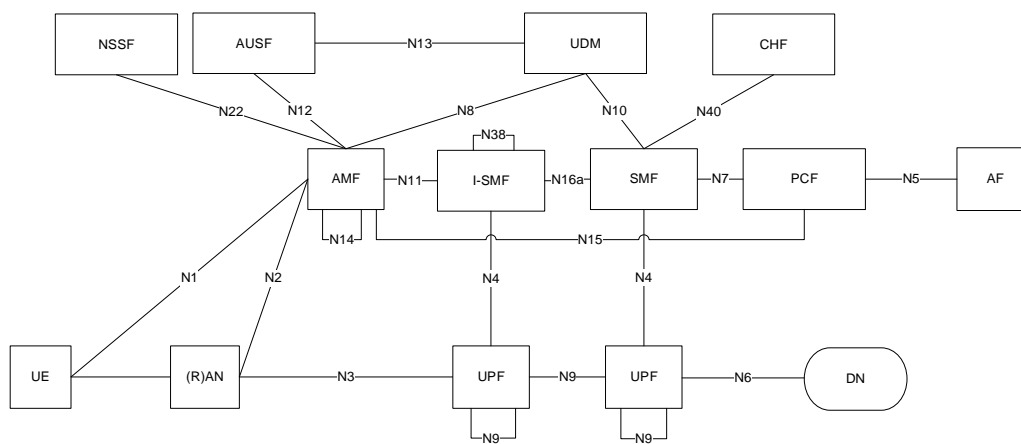 NSSF
AUSF
N13
UDM
CHF
N22
N12
N8
N10
N40
AMF
N11
N38
I-SMF
N16a
SMF
N7
PCF
N5
AF
N14
N15
N1
N2
N4
N4
UE
(R)AN
N3
UPF
N9
UPF
N6
DN
N9
N9